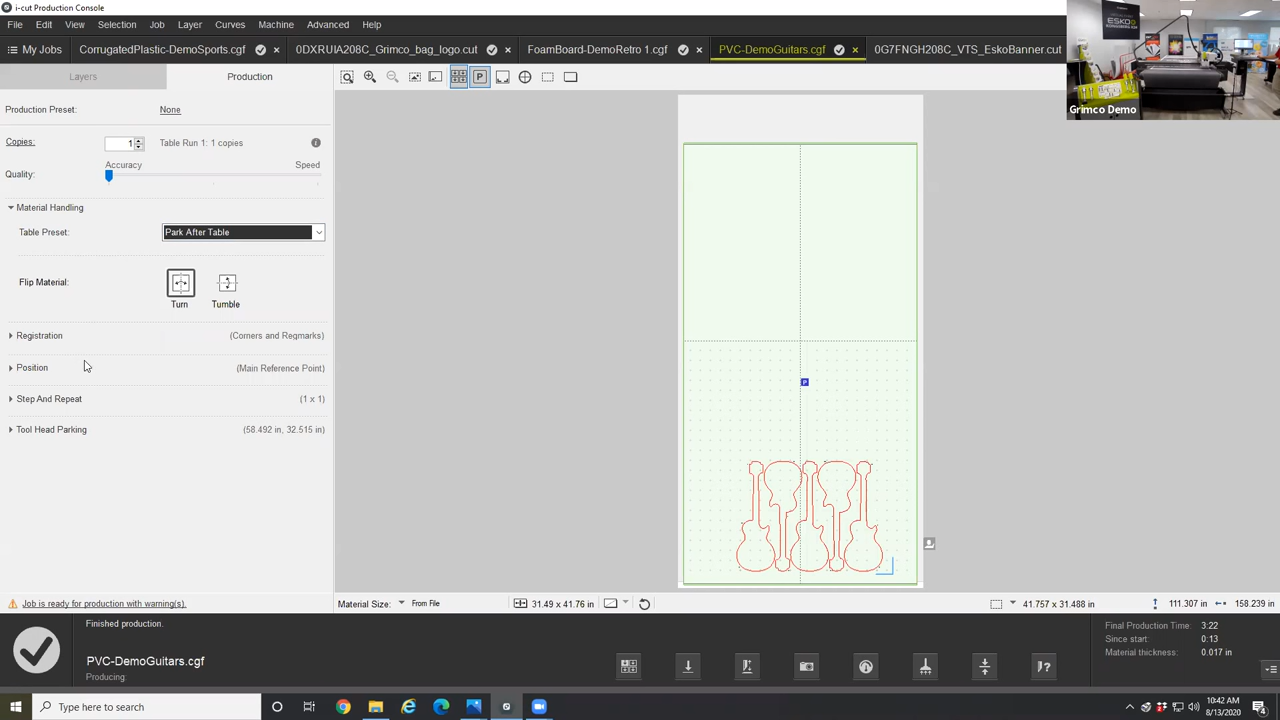 i-cut Production Console
File Edit View Selection Job Layer Curves Machines Advanced Help
My Jobs CorrugatedPlastic-DemoSports.cgf × 0DXRUIA208C_Grimco_bag_logo.cut × FoamBoard-DemoRetro 1.cgf × PVC-DemoGuitars.cgf × 0G7FNGH208C_VTS_EskoBanner.cut
ESKO
Grimco Demo
Layers Production
Production Preset: None
Copies: 1 Table Run 1: 1 copies
Accuracy Speed
Quality:
Material Handling
Table Preset: Park After Table
Flip Material:
Turn Tumble
Registration (Corners and Regmarks)
Position (Main Reference Point)
Step And Repeat (1 x 1)
Tool Head Parking (58.492 in, 32.515 in)
P
P
Job is ready for production with warning(s).
Material Size: From File 31.49 x 41.76 in 41.757 x 31.488 in 111.307 in 158.239 in
Finished production.
PVC-DemoGuitars.cgf
Producing:
Final Production Time: 3:22
Since start: 0:13
Material thickness: 0.017 in
Type here to search
10:42 AM
8/13/2020
4